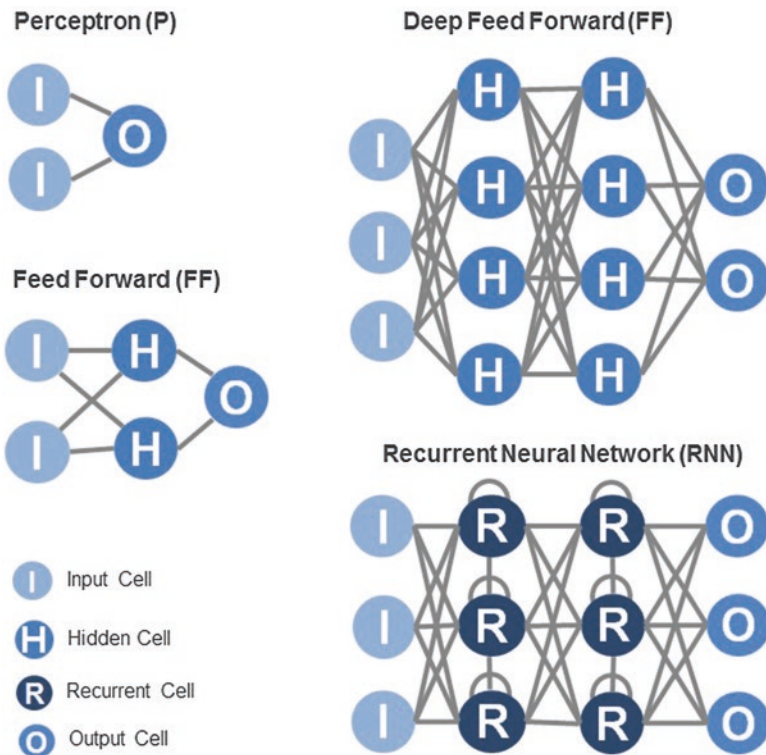 Perceptron (P)
I
O
I
Feed Forward (FF)
I H
O
I H
I Input Cell
H Hidden Cell
R Recurrent Cell
O Output Cell
Deep Feed Forward (FF)
H H
I
H H O
I
H H O
I
H H
Recurrent Neural Network (RNN)
I R R O
I R R O
I R R O